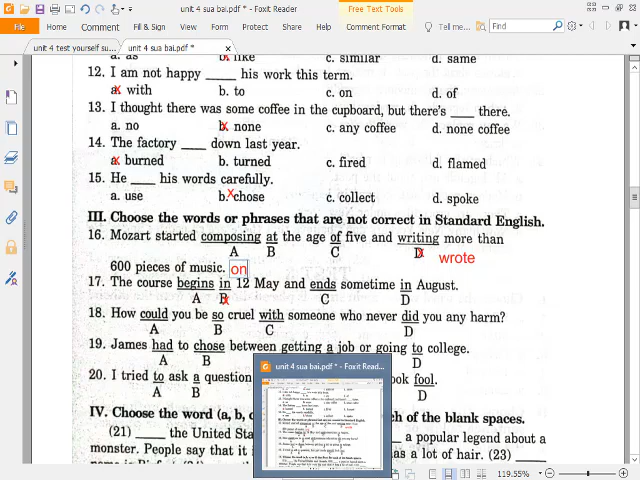 unit 4 sua bai.pdf * - Foxit Reader
Free Text Tools
File
Home
Comment
Fill & Sign
View
Form
Protect
Share
Help
Comment Format
Tell me...
Find
unit 4 test yourself su...
unit 4 sua bai.pdf *
a. as b. like c. similar d. same
12. I am not happy _____ his work this term.
a. with b. to c. on d. of
13. I thought there was some coffee in the cupboard, but there's ____ there.
a. no b. none c. any coffee d. none coffee
14. The factory ____ down last year.
a. burned b. turned c. fired d. flamed
15. He ____ his words carefully.
a. use b. chose c. collect d. spoke
III. Choose the words or phrases that are not correct in Standard English.
16. Mozart started composing at the age of five and writing more than
A B C D wrote
600 pieces of music. on
17. The course begins in 12 May and ends sometime in August.
A B C D
18. How could you be so cruel with someone who never did you any harm?
A B C D
19. James had to chose between getting a job or going to college.
A B D
20. I tried to ask a question
fool.
A B D
IV. Choose the word (a, b,
ch of the blank spaces.
(21) ____ the United Stat
a popular legend about a
monster. People say that it
has a lot of hair. (23) ____
unit 4 sua bai.pdf * - Foxit Read...
119.55%